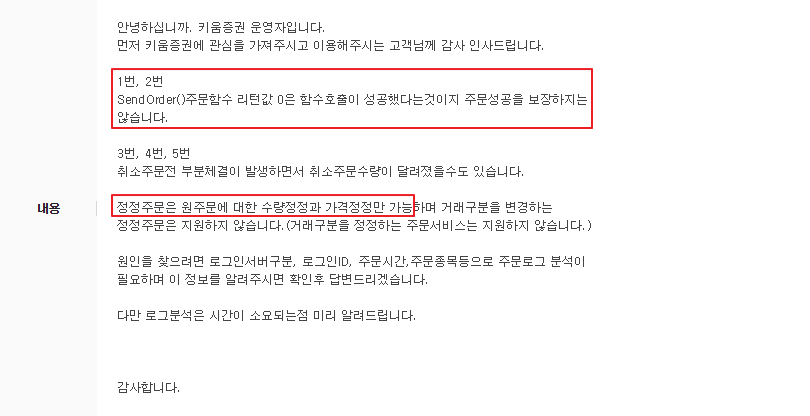 안녕하십니까. 키움증권 운영자입니다.
먼저 키움증권에 관심을 가져주시고 이용해주시는 고객님께 감사 인사드립니다.
1번, 2번
SendOrder()주문함수 리턴값 0은 함수호출이 성공했다는것이지 주문성공을 보장하지는
않습니다.
3번, 4번, 5번
취소주문전 부분체결이 발생하면서 취소주문수량이 달려졌을수도 있습니다.
내용
정정주문은 원주문에 대한 수량정정과 가격정정만 가능하며 거래구분을 변경하는
정정주문은 지원하지 않습니다.(거래구분을 정정하는 주문서비스는 지원하지 않습니다.)
원인을 찾으려면 로그인서버구분, 로그인ID, 주문시간,주문종목등으로 주문로그 분석이
필요하며 이 정보를 알려주시면 확인후 답변드리겠습니다.
다만 로그분석은 시간이 소요되는점 미리 알려드립니다.
감사합니다.